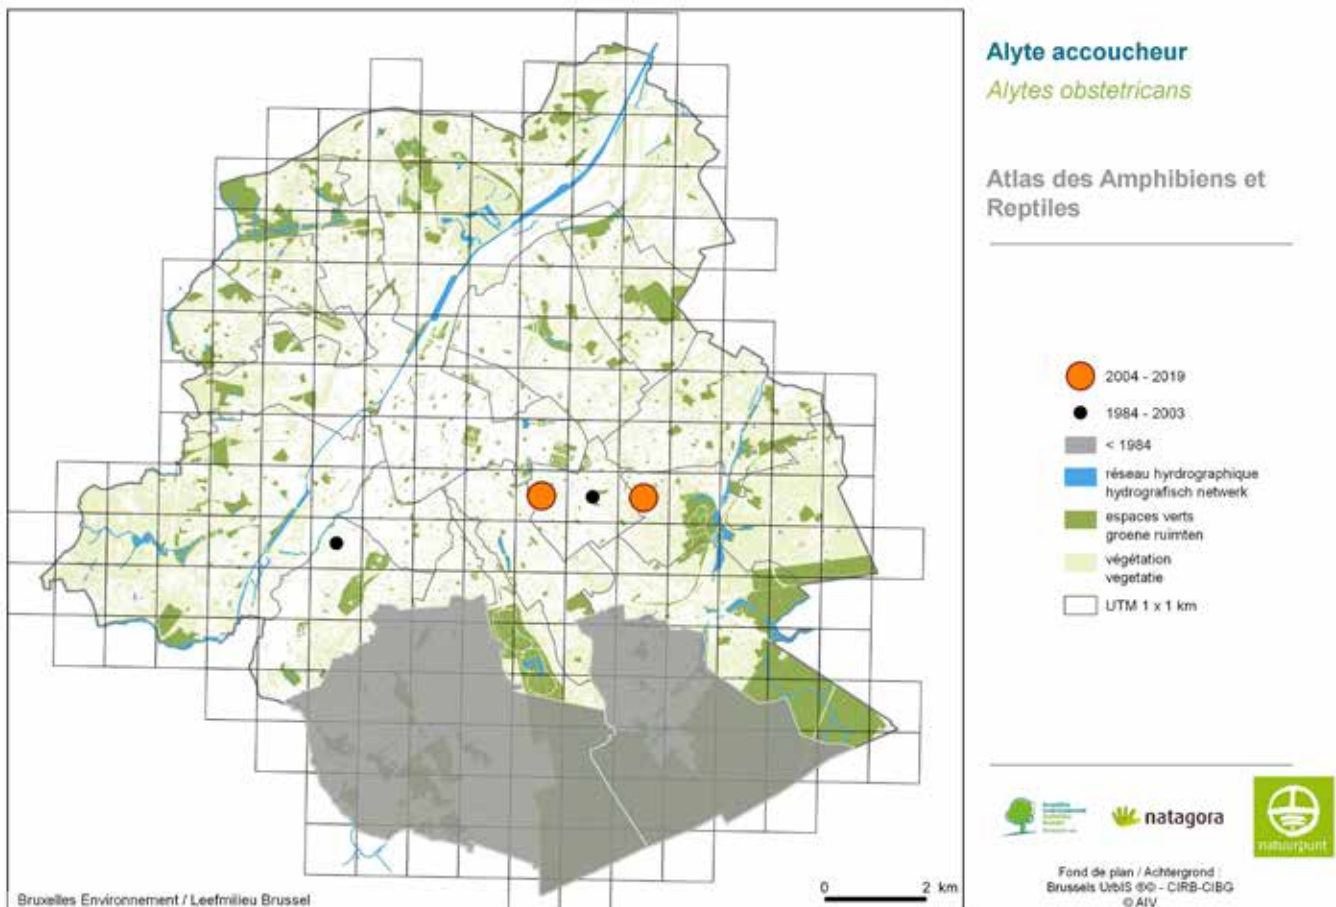 Alyte accoucheur
Alytes obstetricans
Atlas des Amphibiens et
Reptiles
2004 - 2019
1984 - 2003
< 1984
réseau hyrdrographique
hydrografisch netwerk
espaces verts
groene ruimten
végétation
vegetatie
UTM 1 x 1 km
natagora
natuurpunt
Fond de plan / Achtergrond :
Brussels UrbIS ®© - CIRB-CIBG
© AIV
0 2 km
Bruxelles Environnement / Leefmilieu Brussel